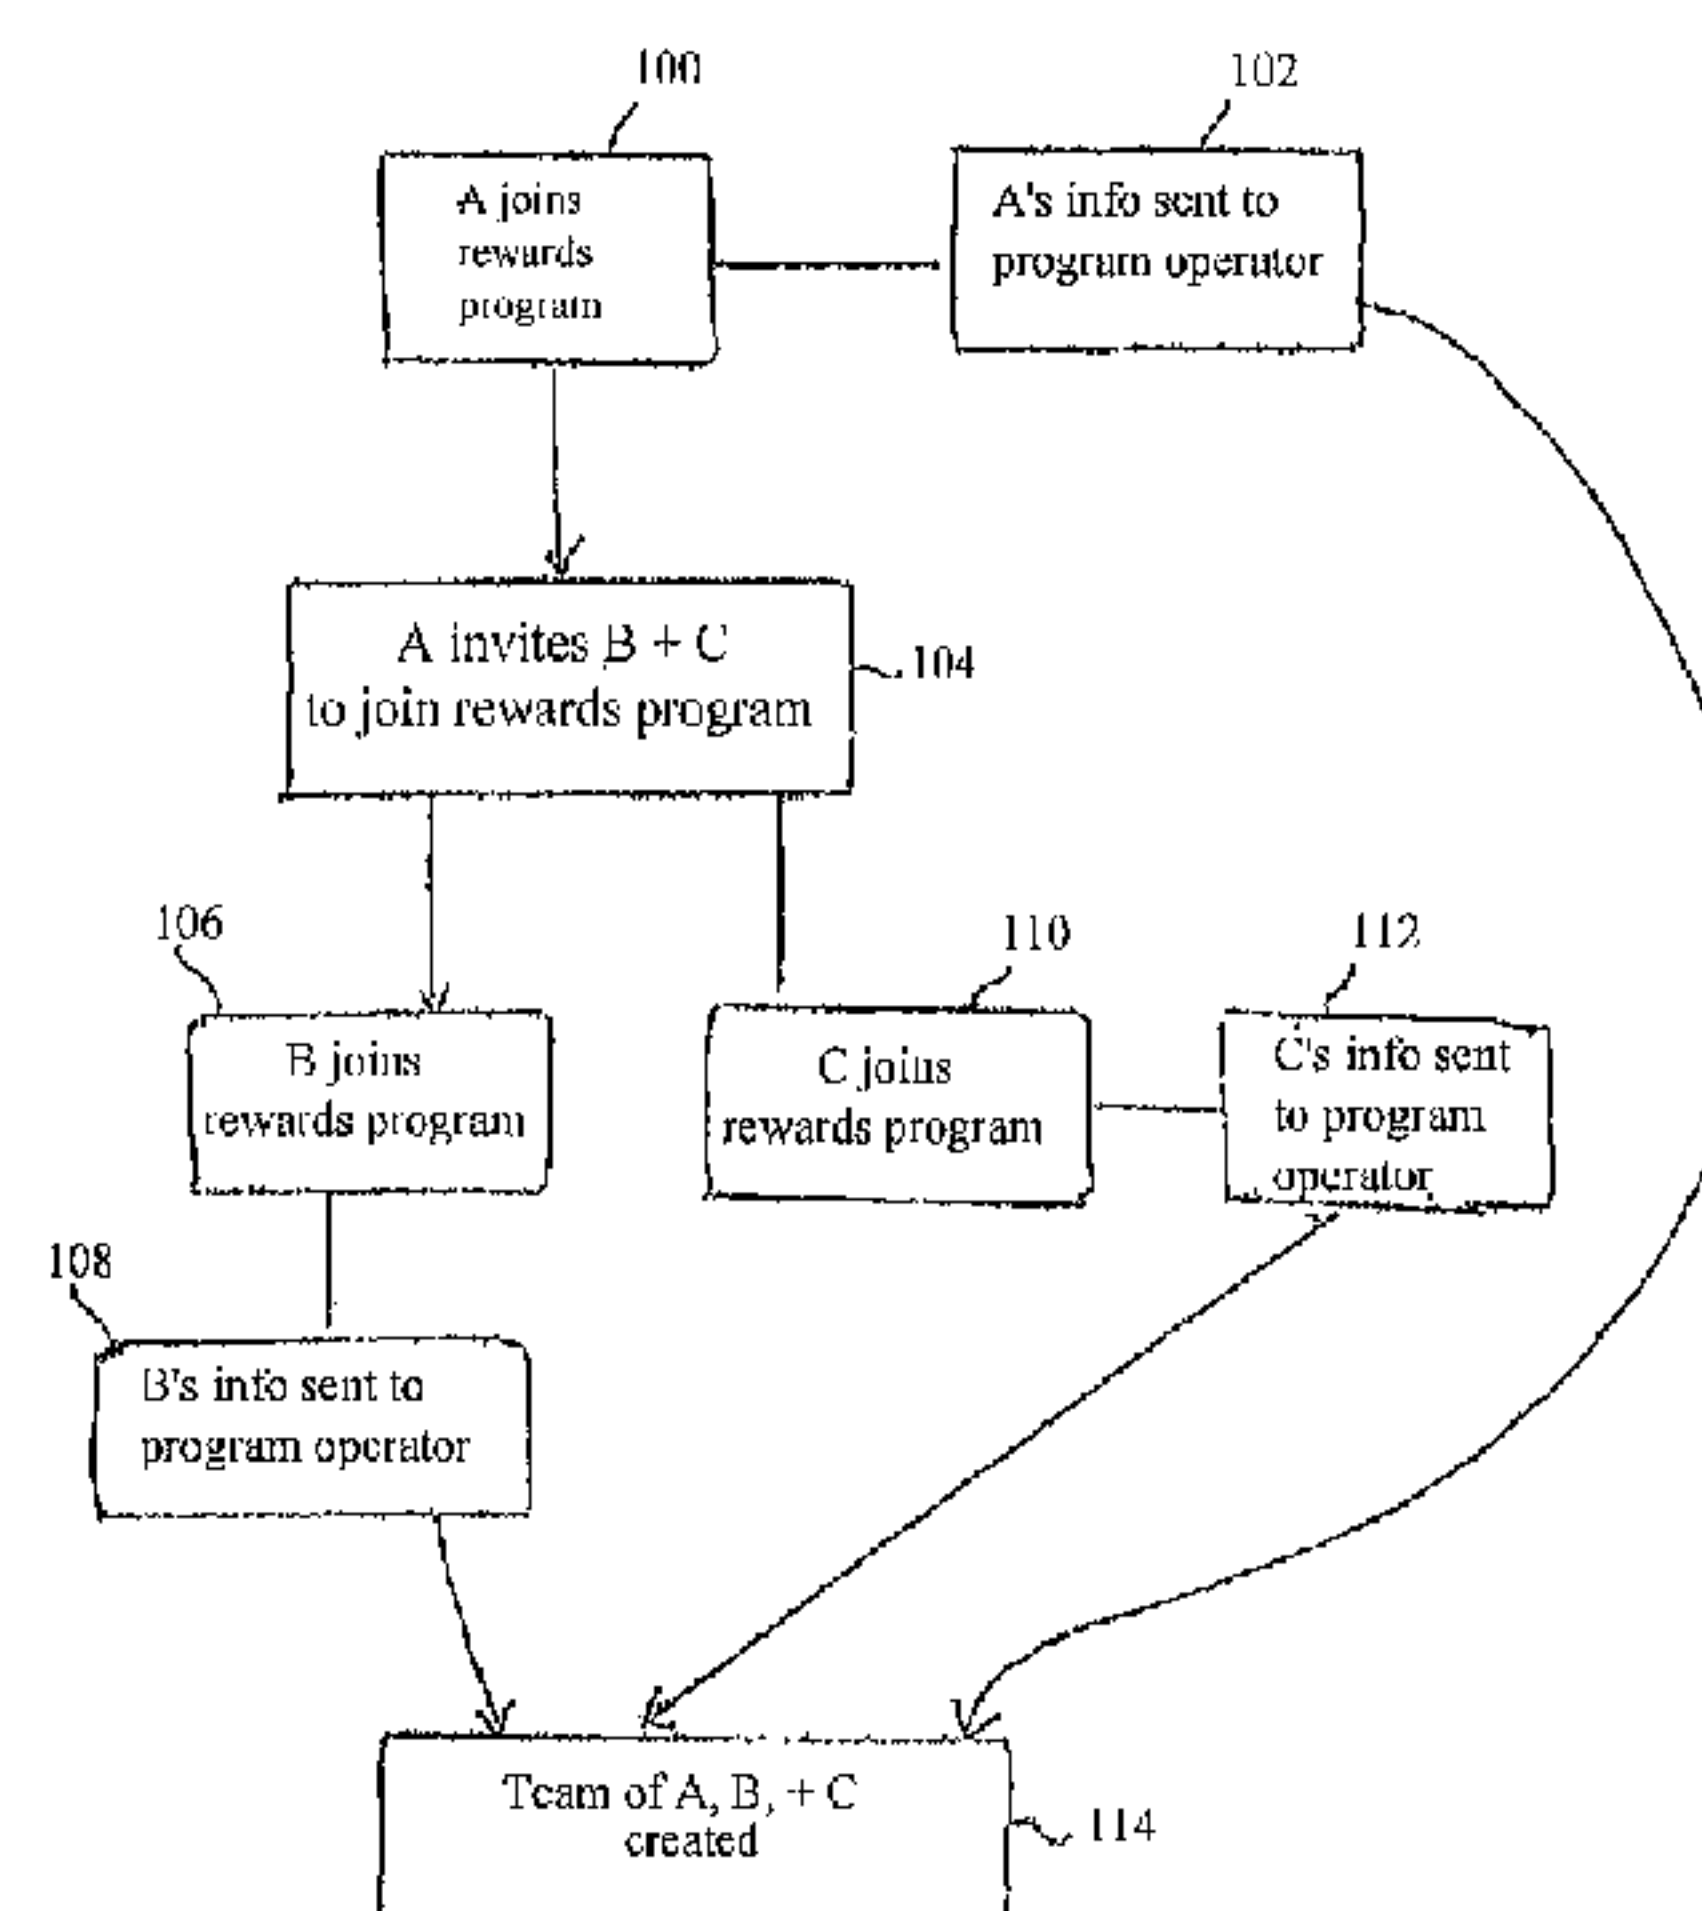 100
102
A joins
rewards
program
A's info sent to
program operator
A invites B + C
to join rewards program
104
106
110
112
B joins
rewards program
C joins
rewards program
C's info sent
to program
operator
108
B's info sent to
program operator
Team of A, B, + C
created
114